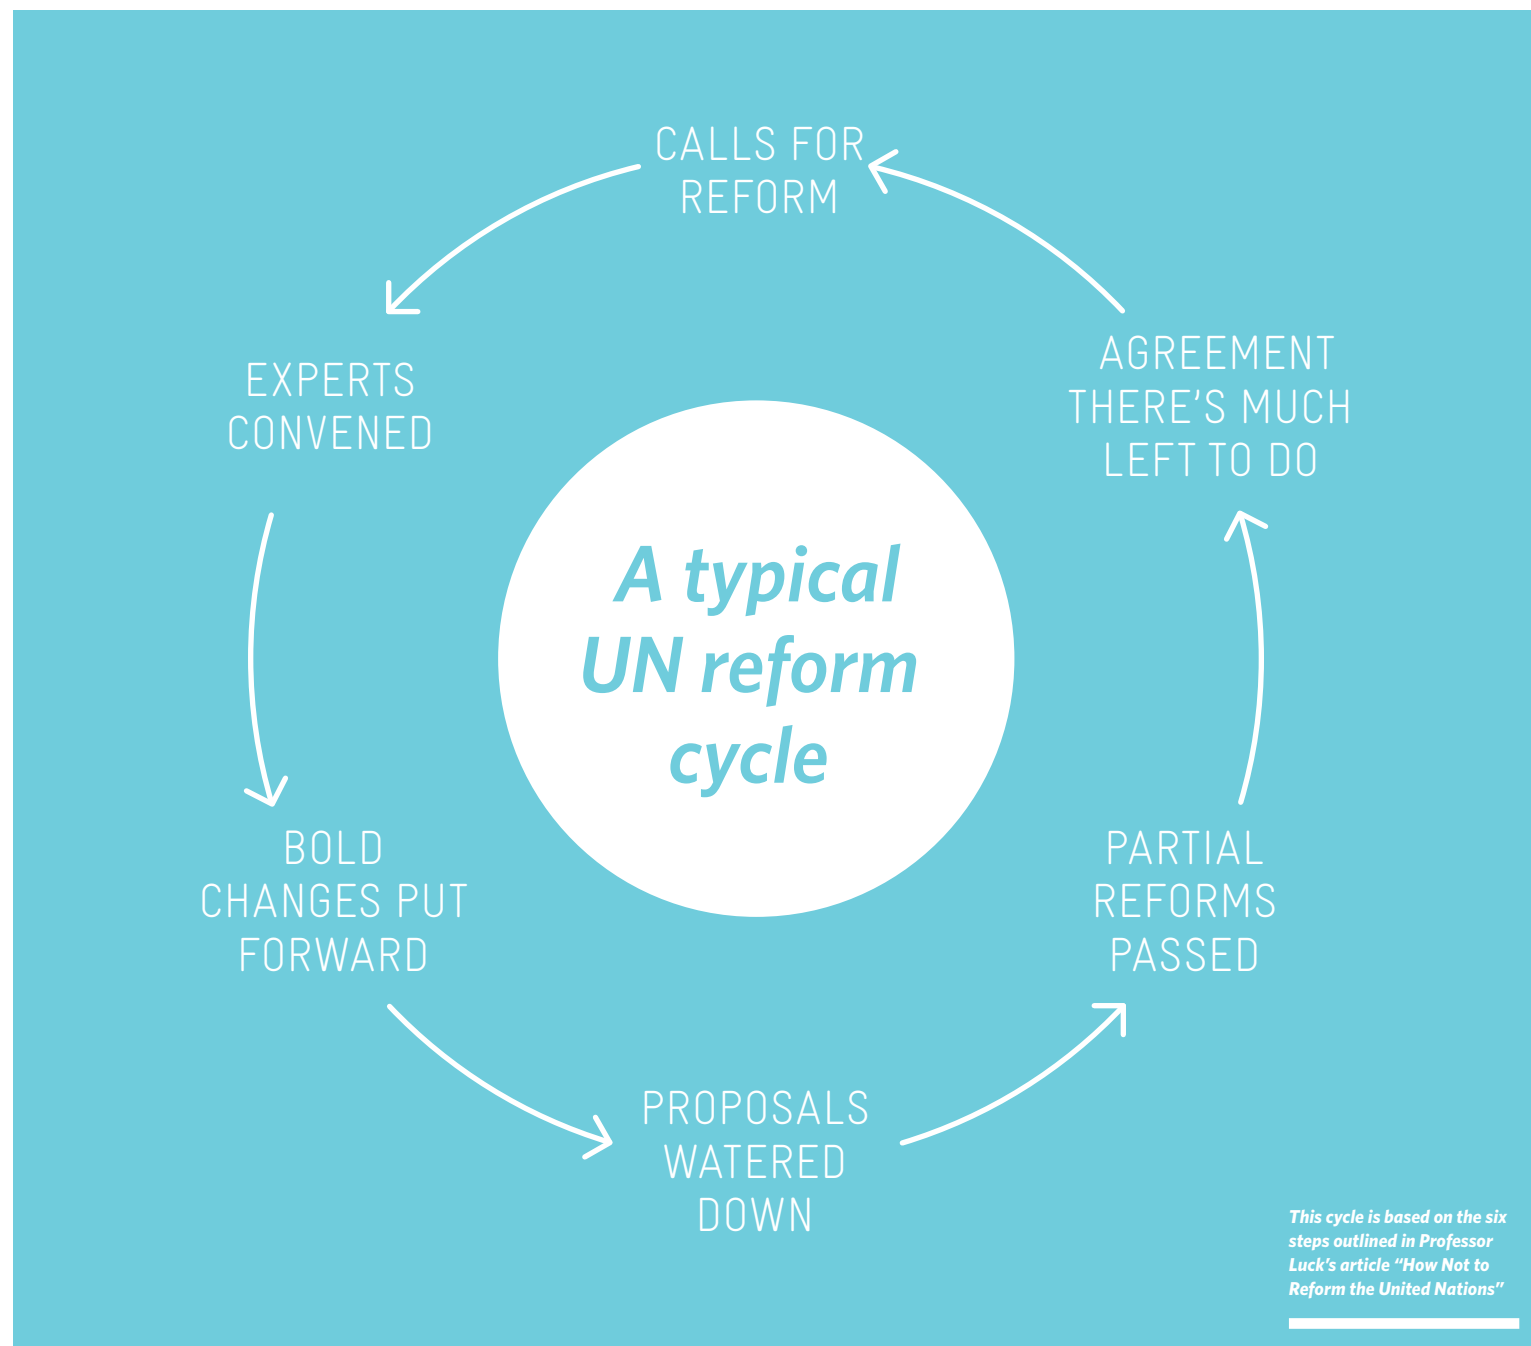 CALLS FOR
REFORM
EXPERTS
CONVENED
BOLD
CHANGES PUT
FORWARD
PROPOSALS
WATERED
DOWN
PARTIAL
REFORMS
PASSED
AGREEMENT
THERE’S MUCH
LEFT TO DO
A typical
UN reform
cycle
This cycle is based on the six
steps outlined in Professor
Luck’s article “How Not to
Reform the United Nations”